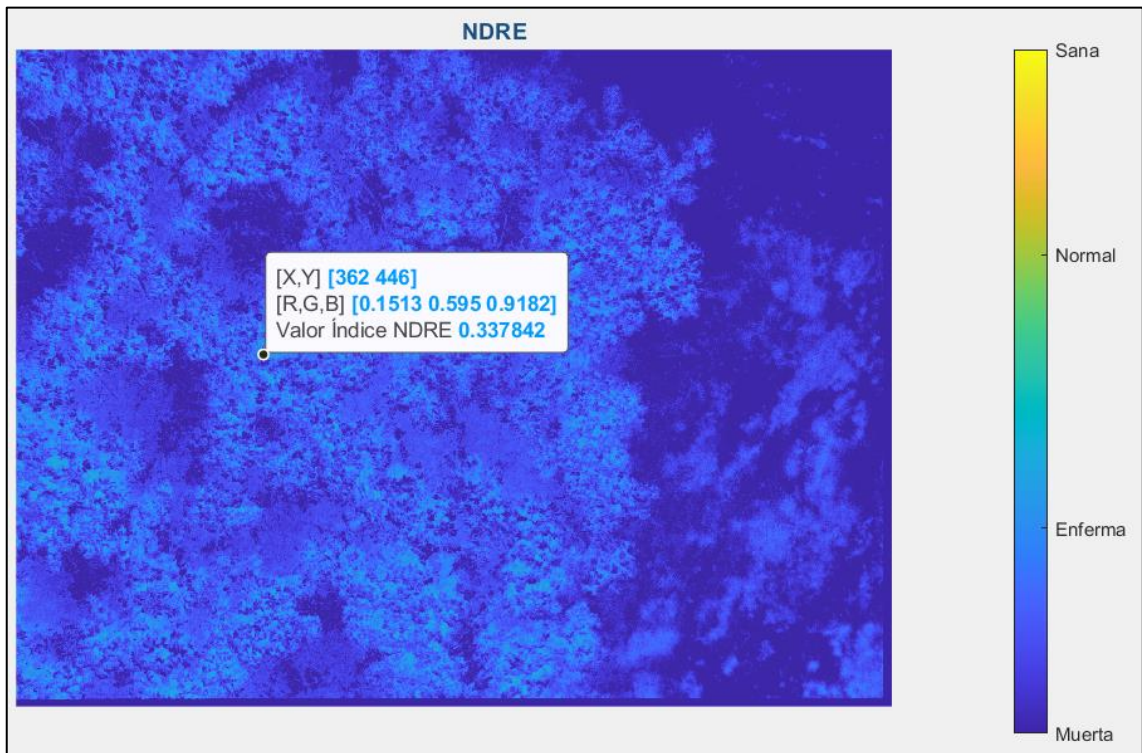 NDRE
Sana
Normal
[X,Y] [362 446]
[R,G,B] [0.1513 0.595 0.9182]
Valor Índice NDRE 0.337842
Enferma
Muerta